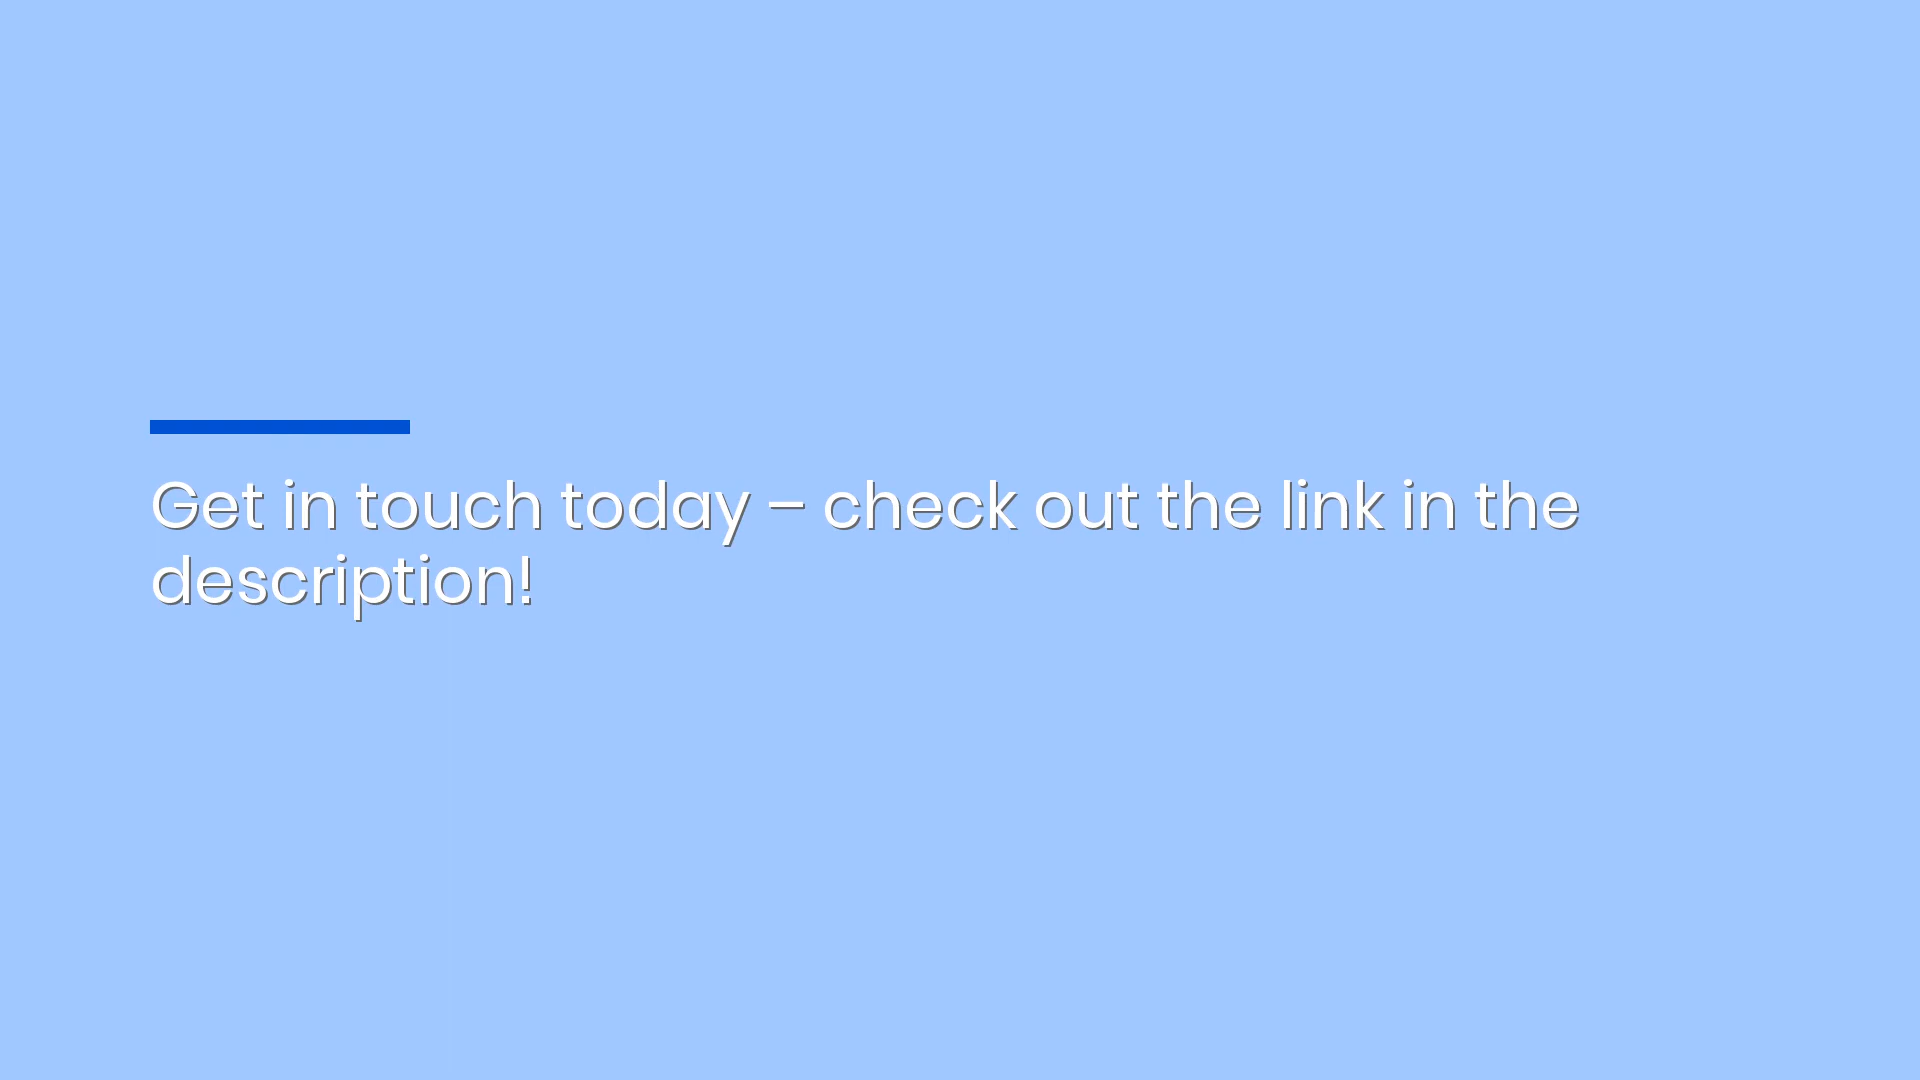 Get in touch today – check out the link in the
description!